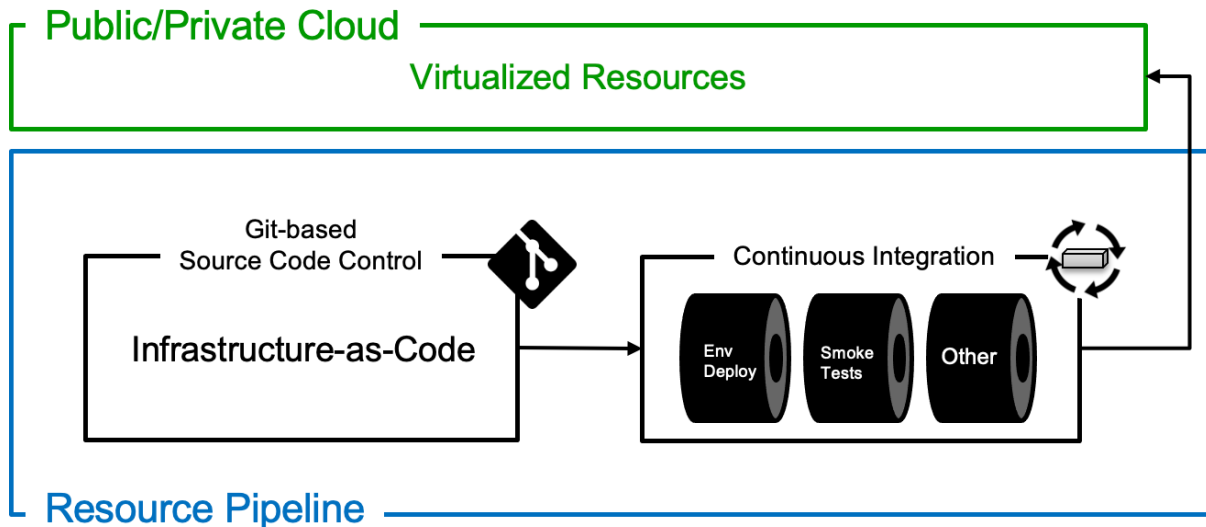 Public/Private Cloud
Virtualized Resources
Git-based
Source Code Control
Infrastructure-as-Code
Continuous Integration
Env
Deploy
Smoke
Tests
Other
Resource Pipeline